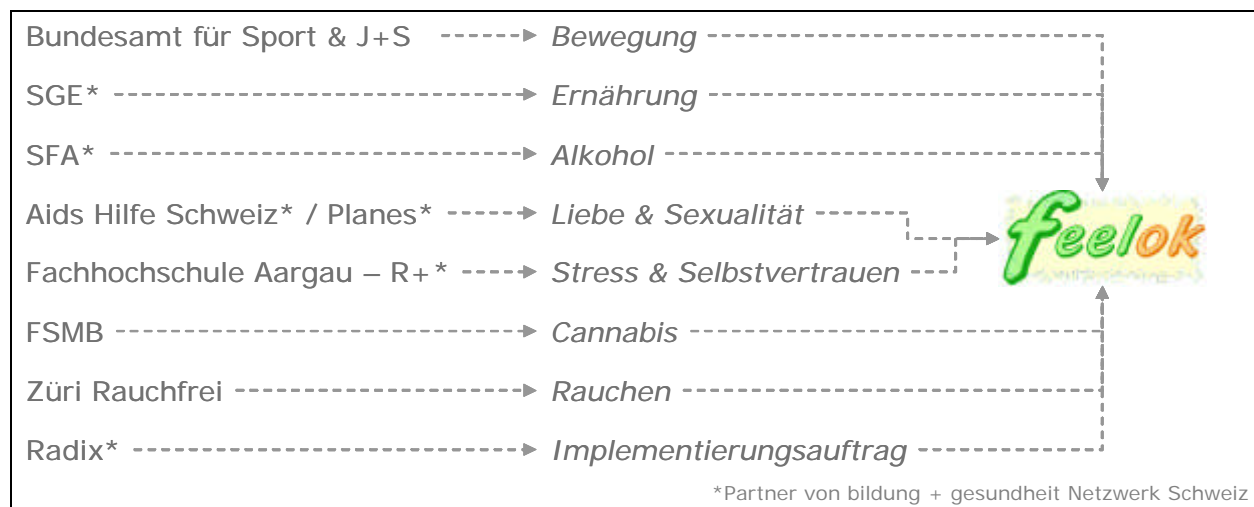 Bundesamt für Sport & J+S Bewegung
SGE* Ernährung
SFA* Alkohol
Aids Hilfe Schweiz* / Planes* Liebe & Sexualität
feelok
Fachhochschule Aargau – R+* Stress & Selbstvertrauen
FSMB Cannabis
Züri Rauchfrei Rauchen
Radix* Implementierungsauftrag
*Partner von bildung + gesundheit Netzwerk Schweiz